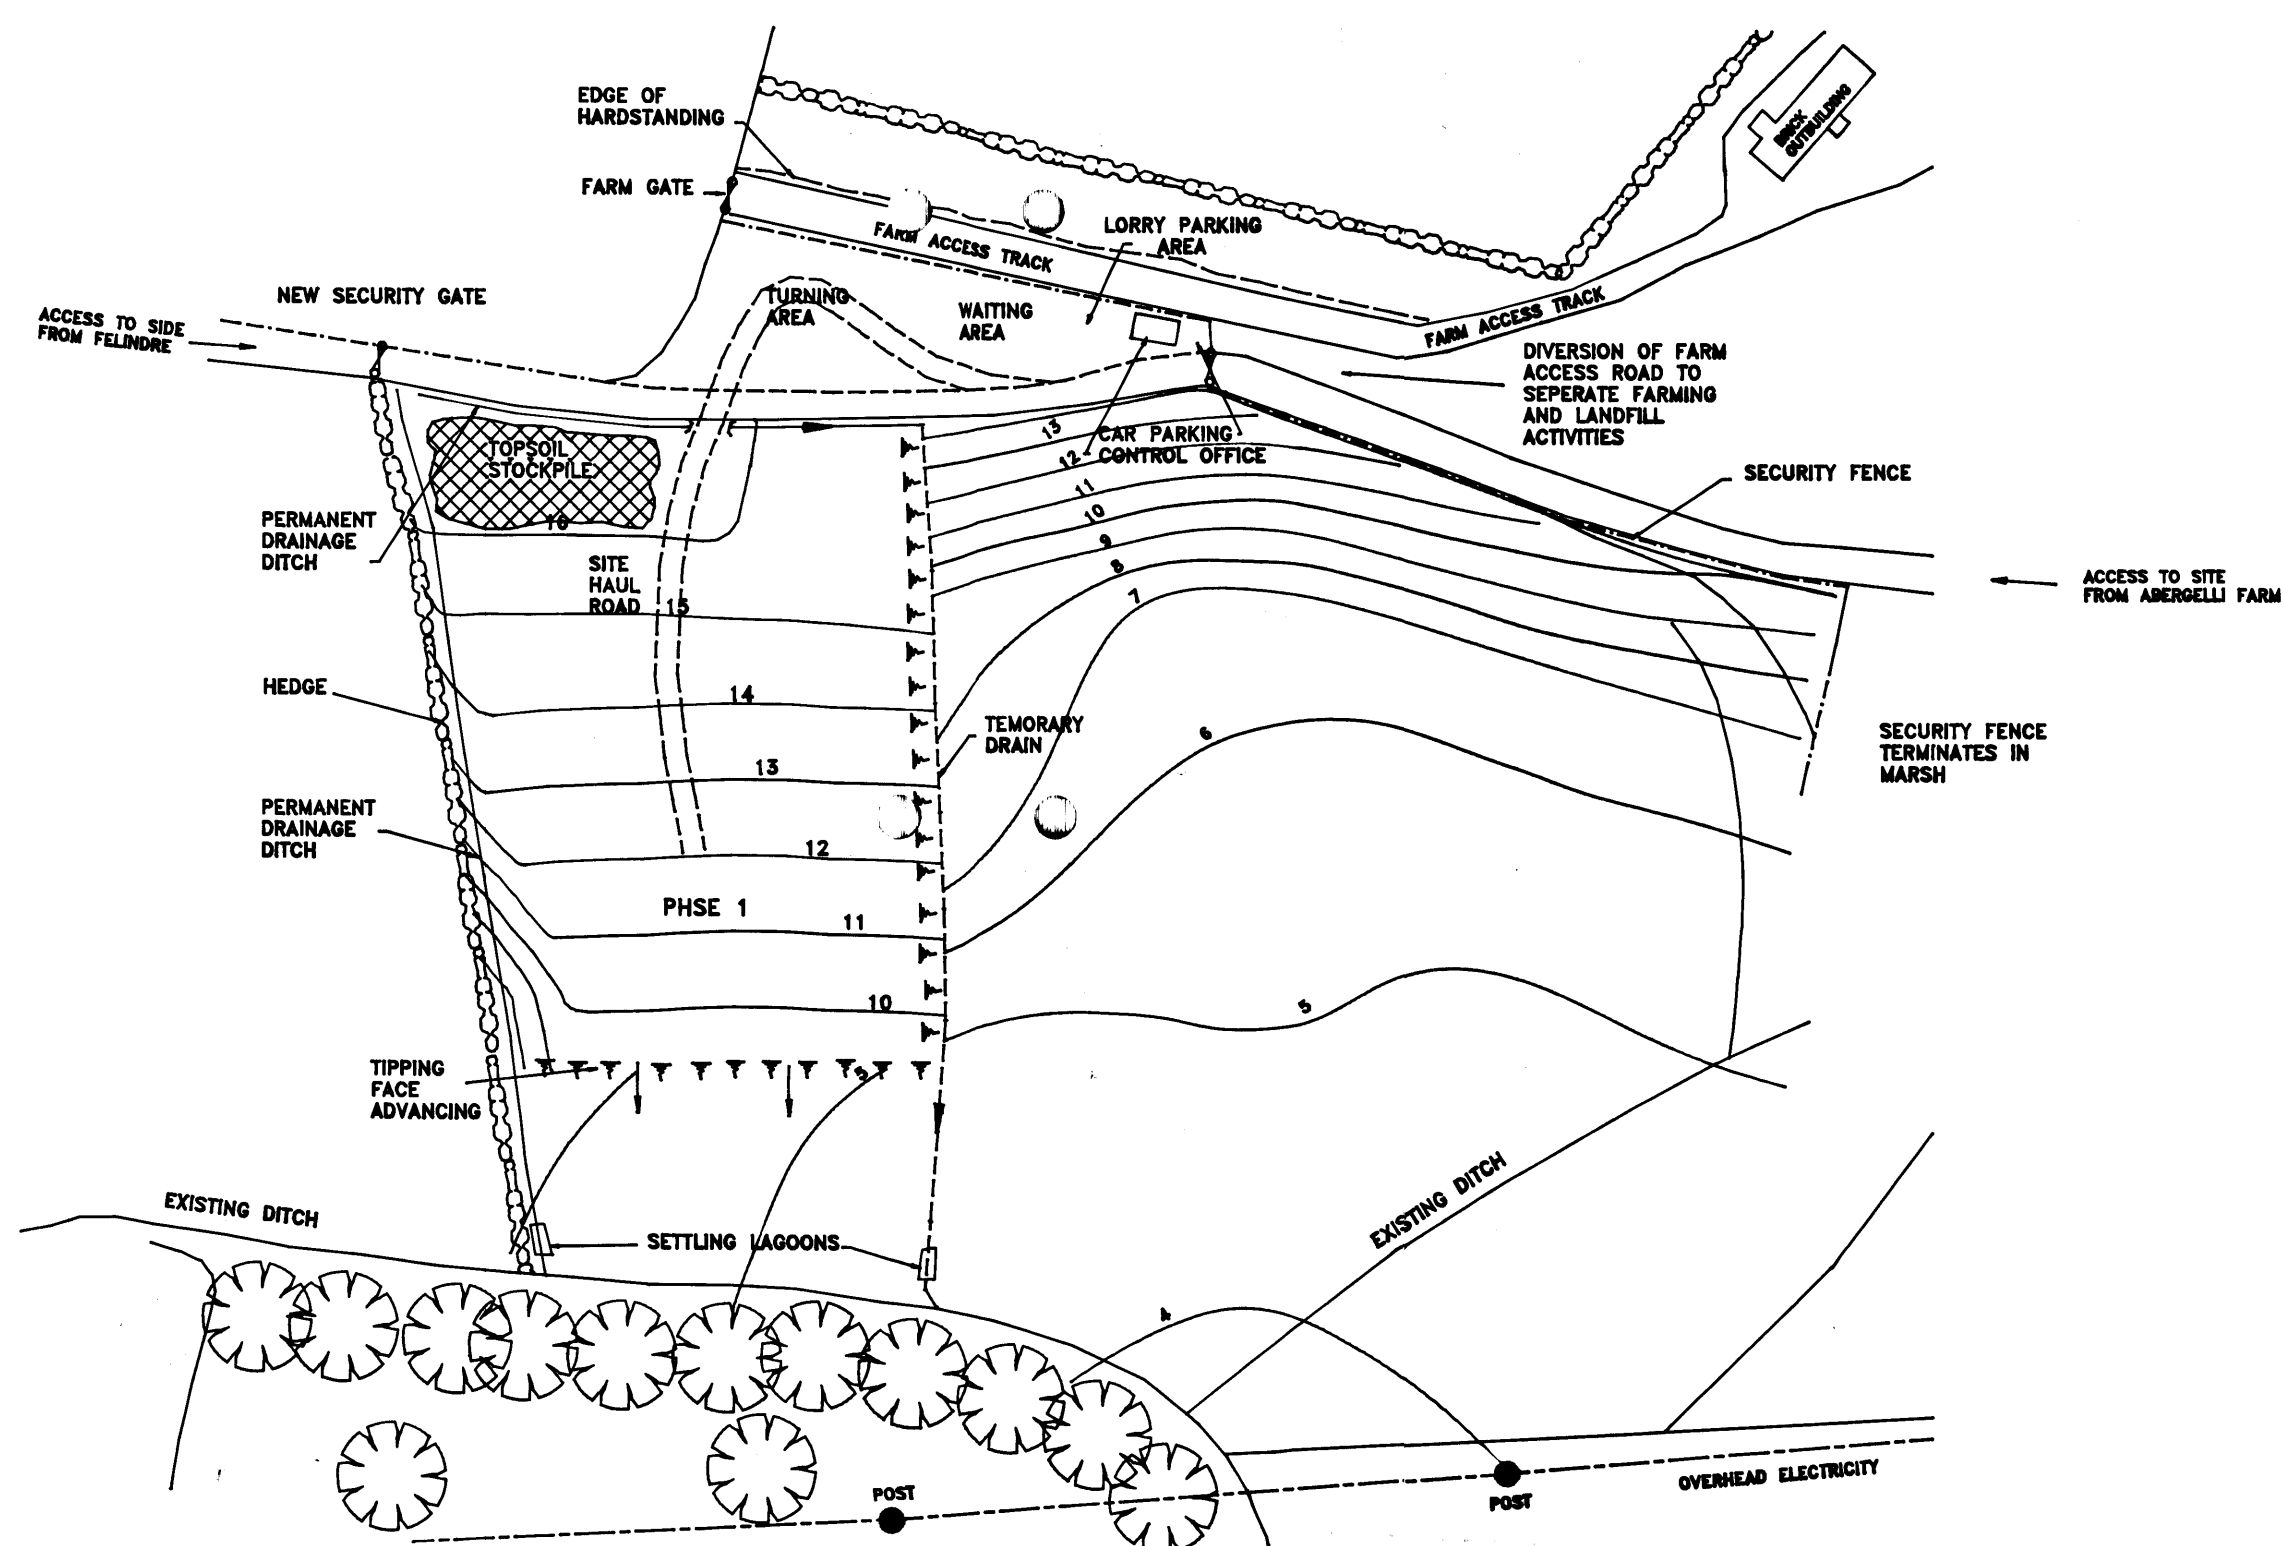 EDGE OF
HARDSTANDING
FARM GATE
FARM ACCESS TRACK
LORRY PARKING
AREA
BRICK
OUTBUILDING
NEW SECURITY GATE
ACCESS TO SIDE
FROM FELINDRE
TURNING
AREA
WAITING
AREA
FARM ACCESS TRACK
DIVERSION OF FARM
ACCESS ROAD TO
SEPERATE FARMING
AND LANDFILL
ACTIVITIES
TOPSOIL
STOCKPILE
16
13
CAR PARKING
12
CONTROL OFFICE
11
10
9
8
7
SECURITY FENCE
PERMANENT
DRAINAGE
DITCH
SITE
HAUL
ROAD
15
ACCESS TO SITE
FROM ABERGELLI FARM
HEDGE
14
TEMORARY
DRAIN
6
SECURITY FENCE
TERMINATES IN
MARSH
13
PERMANENT
DRAINAGE
DITCH
12
PHSE 1
11
10
5
TIPPING
FACE
ADVANCING
5
EXISTING DITCH
SETTLING LAGOONS
EXISTING DITCH
4
POST
POST
OVERHEAD ELECTRICITY